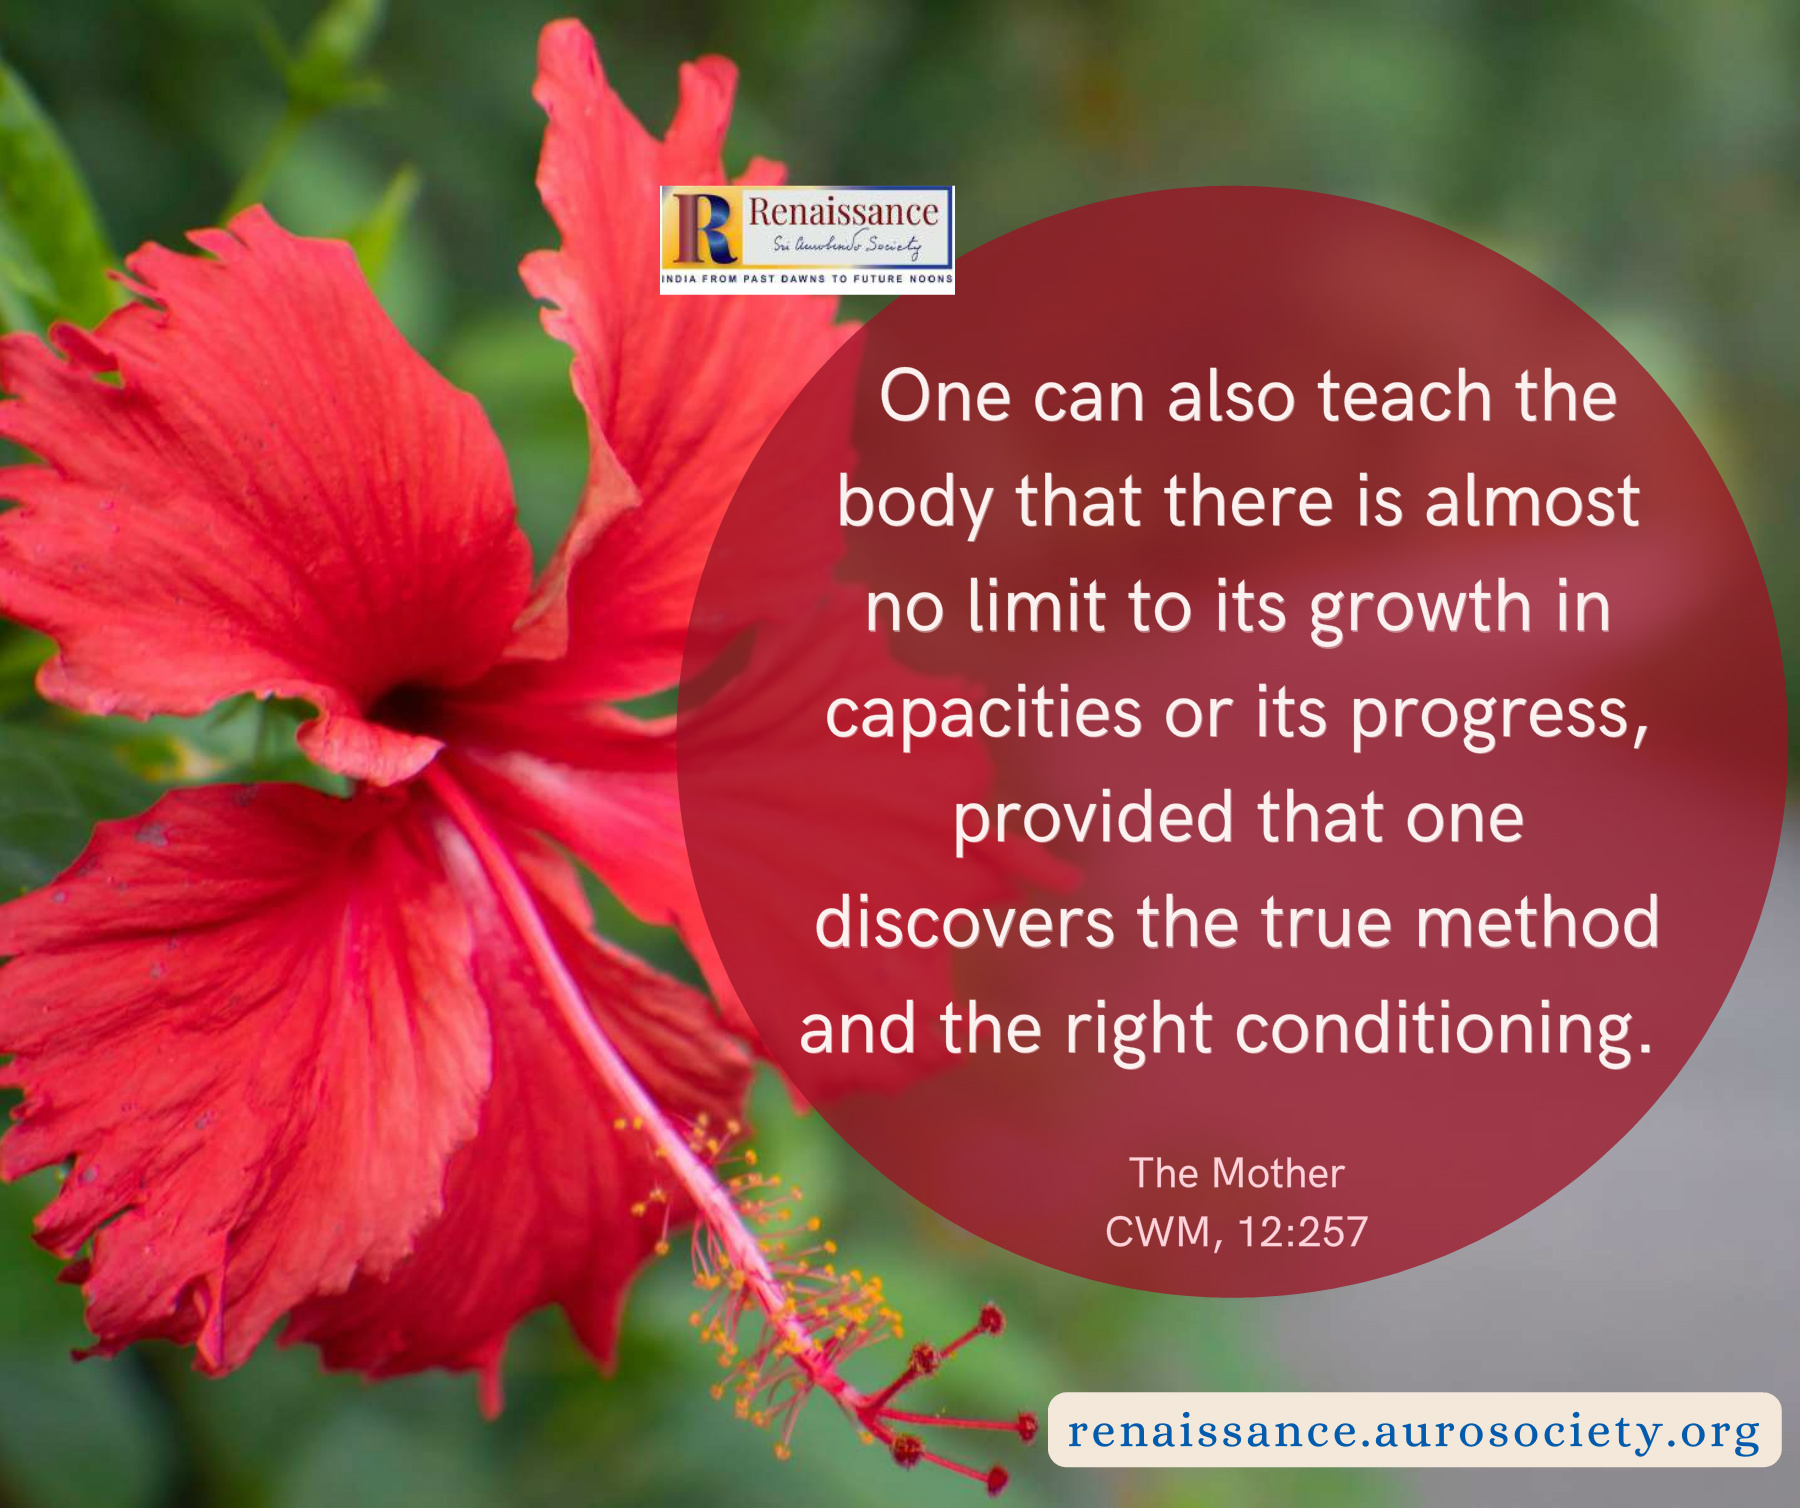 R Renaissance
Sri Aurobindo Society
INDIA FROM PAST DAWNS TO FUTURE NOONS
One can also teach the
body that there is almost
no limit to its growth in
capacities or its progress,
provided that one
discovers the true method
and the right conditioning.
The Mother
CWM, 12:257
renaissance.aurosociety.org